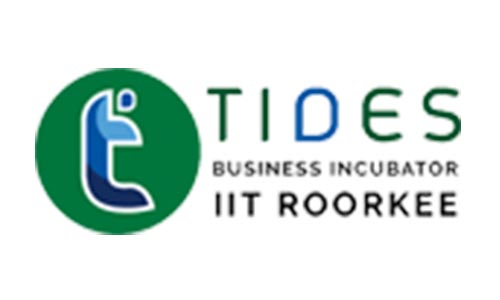 TIDES
BUSINESS INCUBATOR
IIT ROORKEE